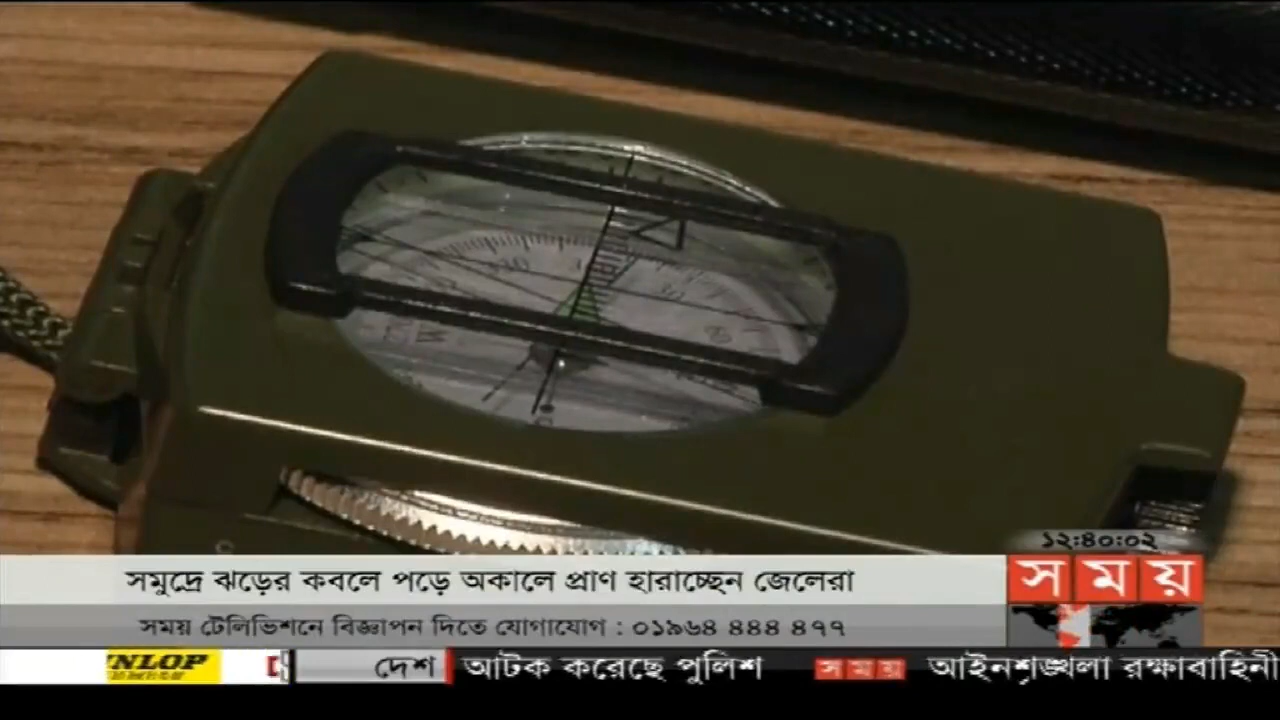 ১২:৪০:০২
সমুদ্রে ঝড়ের কবলে পড়ে অকালে প্রাণ হারাচ্ছেন জেলেরা
সময়
সময় টেলিভিশনে বিজ্ঞাপন দিতে যোগাযোগ : ০১৯৬৪ ৪৪৪ ৪৭৭
NLOP দেশ আটক করেছে পুলিশ সময় আইনশৃঙ্খলা রক্ষাবাহিনী